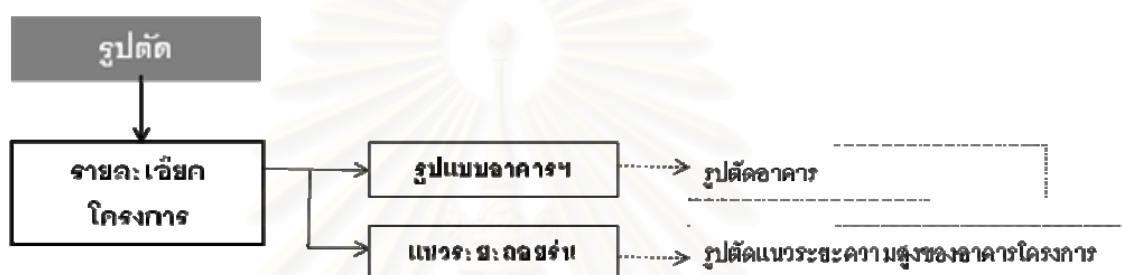 รูปตัด
รายละเอียด
โครงการ
รูปแบบอาคารฯ
รูปตัดอาคาร
แนวระยะถอยร่น
รูปตัดแนวระยะความสูงของอาคารโครงการ